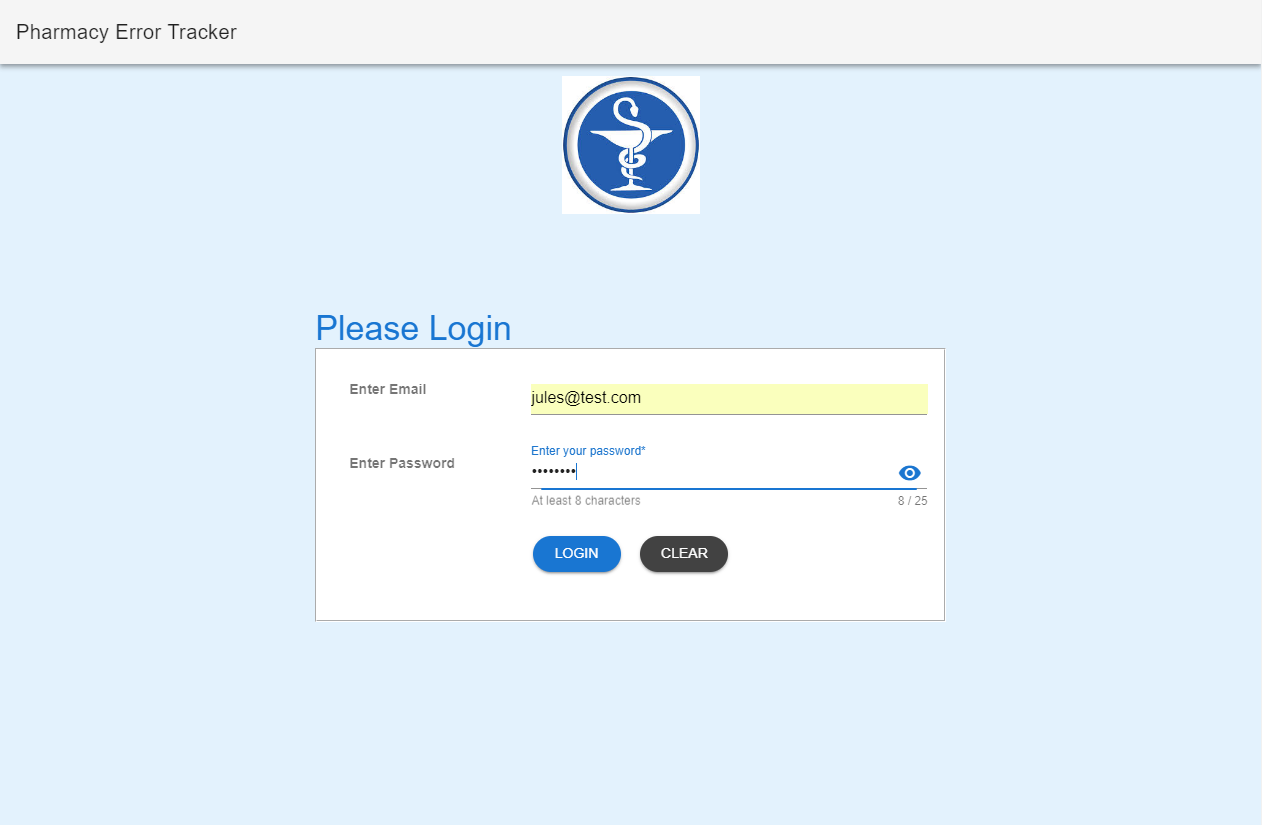 Pharmacy Error Tracker
Please Login
Enter Email
jules@test.com
Enter your password*
Enter Password
••••••••
At least 8 characters 8 / 25
LOGIN CLEAR